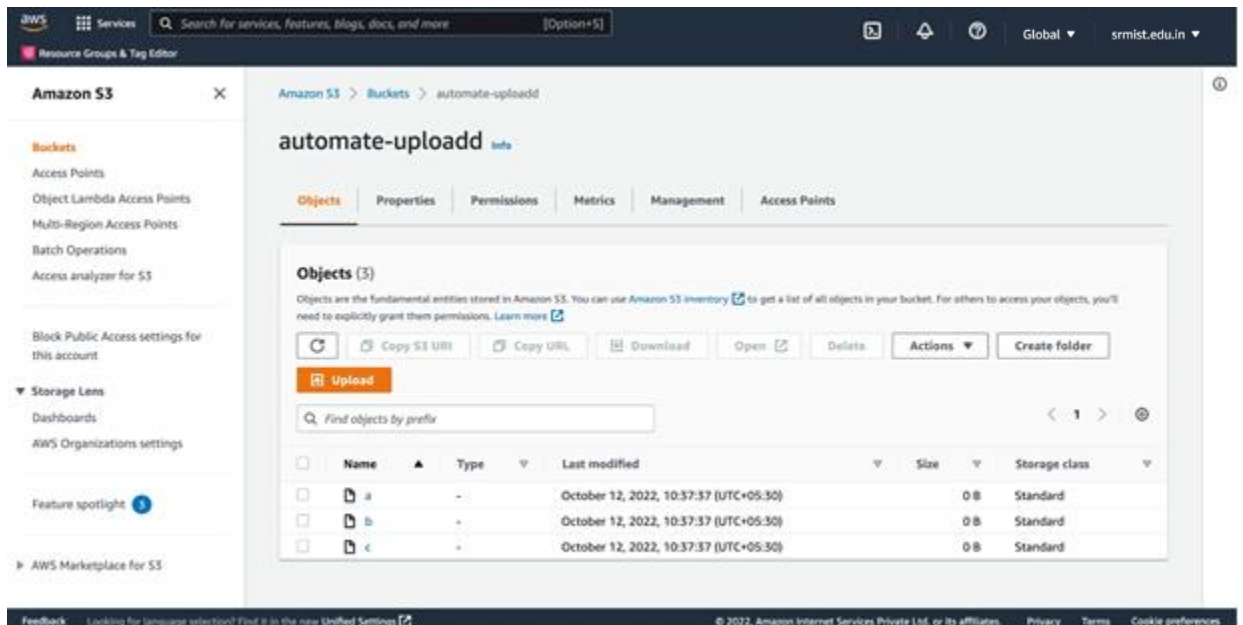 aws Services Search for services, features, blogs, docs, and more [Option+S] Global ▼ srmist.edu.in ▼
Resource Groups & Tag Editor
Amazon S3
Buckets
Access Points
Object Lambda Access Points
Multi-Region Access Points
Batch Operations
Access analyzer for S3
Block Public Access settings for
this account
▼ Storage Lens
Dashboards
AWS Organizations settings
Feature spotlight 3
AWS Marketplace for S3
Amazon S3 > Buckets > automate-uploadd
automate-uploadd Info
Objects Properties Permissions Metrics Management Access Points
Objects (3)
Objects are the fundamental entities stored in Amazon S3. You can use Amazon S3 inventory to get a list of all objects in your bucket. For others to access your objects, you'll
need to explicitly grant them permissions. Learn more
Copy S3 URI Copy URL Download Open Delete Actions ▼ Create folder
Upload
Find objects by prefix < 1 >
Name ▲ Type Last modified Size Storage class
a - October 12, 2022, 10:37:37 (UTC+05:30) 0 B Standard
b - October 12, 2022, 10:37:37 (UTC+05:30) 0 B Standard
c - October 12, 2022, 10:37:37 (UTC+05:30) 0 B Standard
Feedback Looking for language selection? Find it in the new Unified Settings © 2022, Amazon Internet Services Private Ltd. or its affiliates. Privacy Terms Cookie preferences